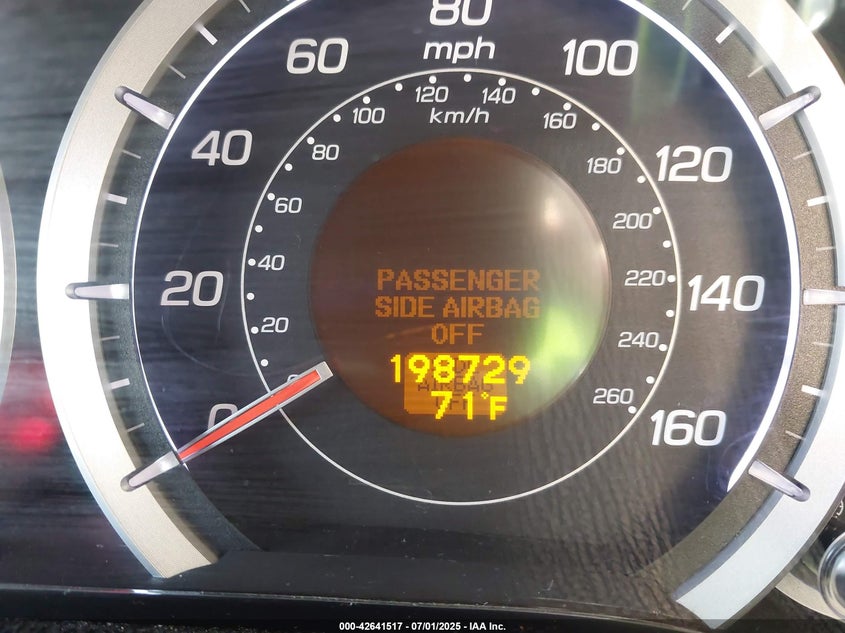 80
60 mph 100
120 140
100 km/h 160
40 80 180 120
60 200
20 40 220 140
20 240
PASSENGER
SIDE AIRBAG
OFF
198729
AIRBAG
71°F
0 260 160
000-42641517 - 07/01/2025 - IAA Inc.